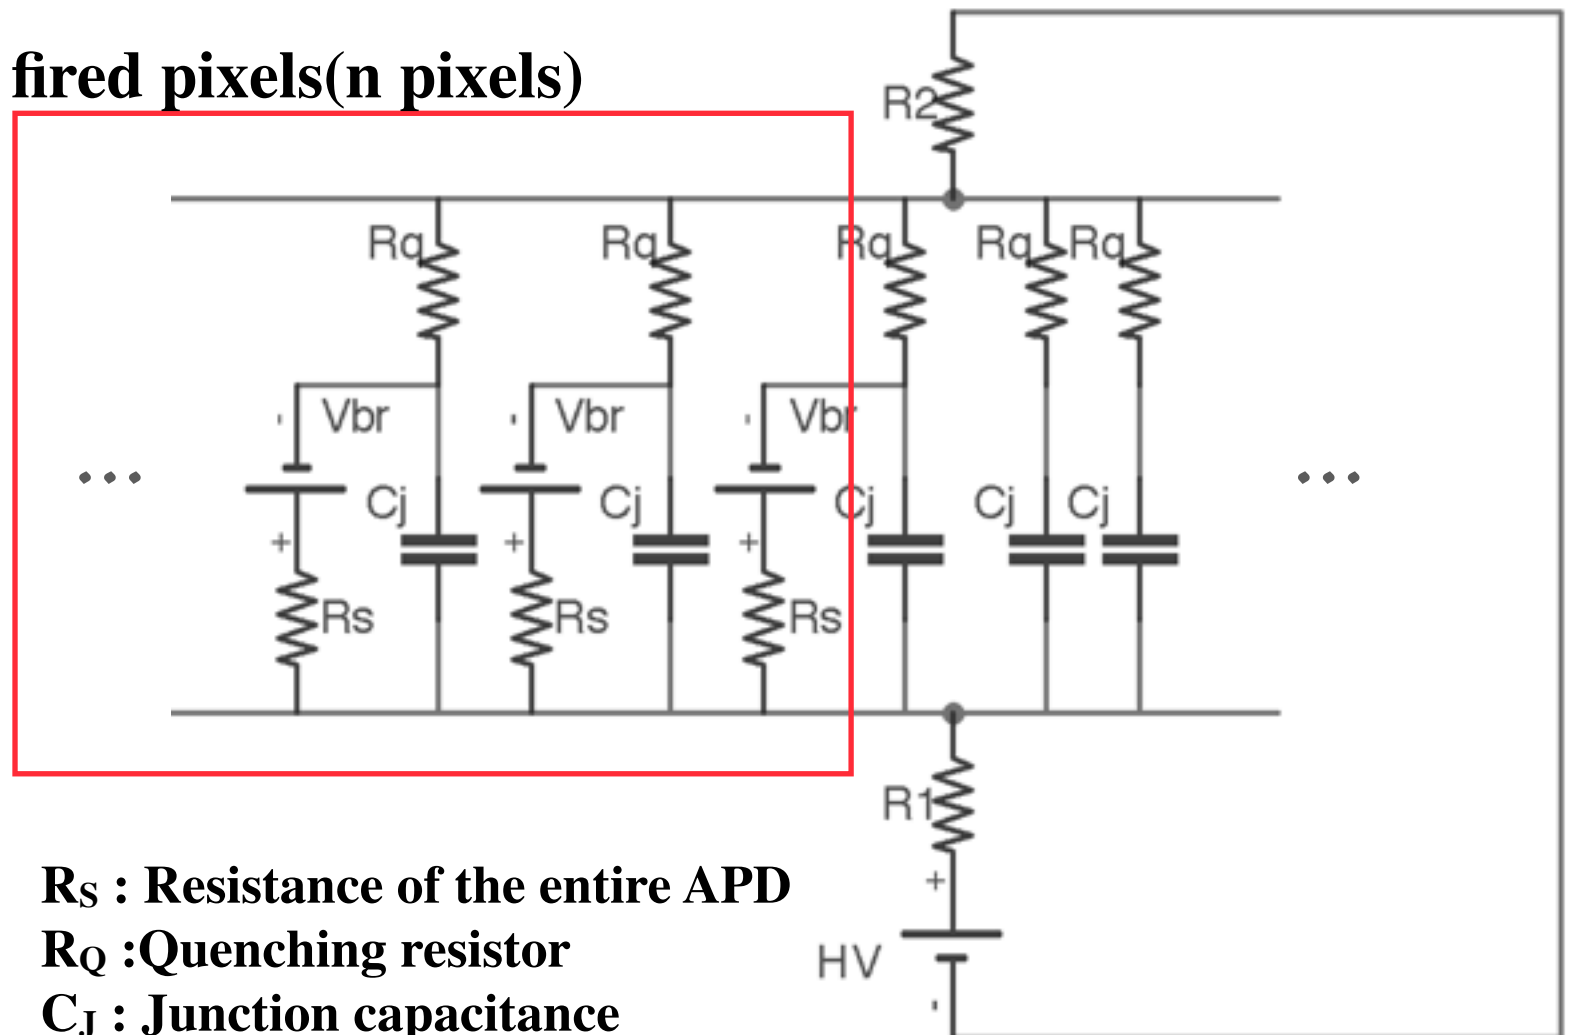 fired pixels(n pixels)
R2
Rq Rq Rq Rq Rq
- Vbr - Vbr - Vbr
... Cj Cj Cj Cj Cj ...
+ + +
Rs Rs Rs
R1
+
HV
-
RS : Resistance of the entire APD
RQ :Quenching resistor
CJ : Junction capacitance